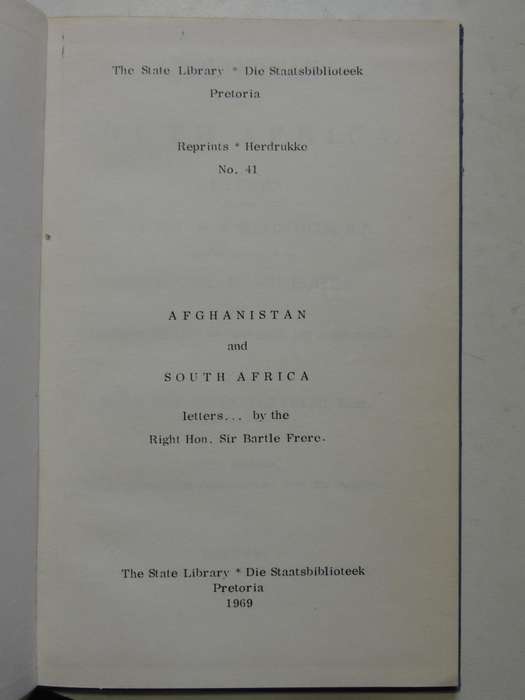 The State Library * Die Staatsbiblioteek
Pretoria
Reprints * Herdrukke
No. 41
AFGHANISTAN
and
SOUTH AFRICA
letters... by the
Right Hon. Sir Bartle Frere.
The State Library * Die Staatsbiblioteek
Pretoria
1969